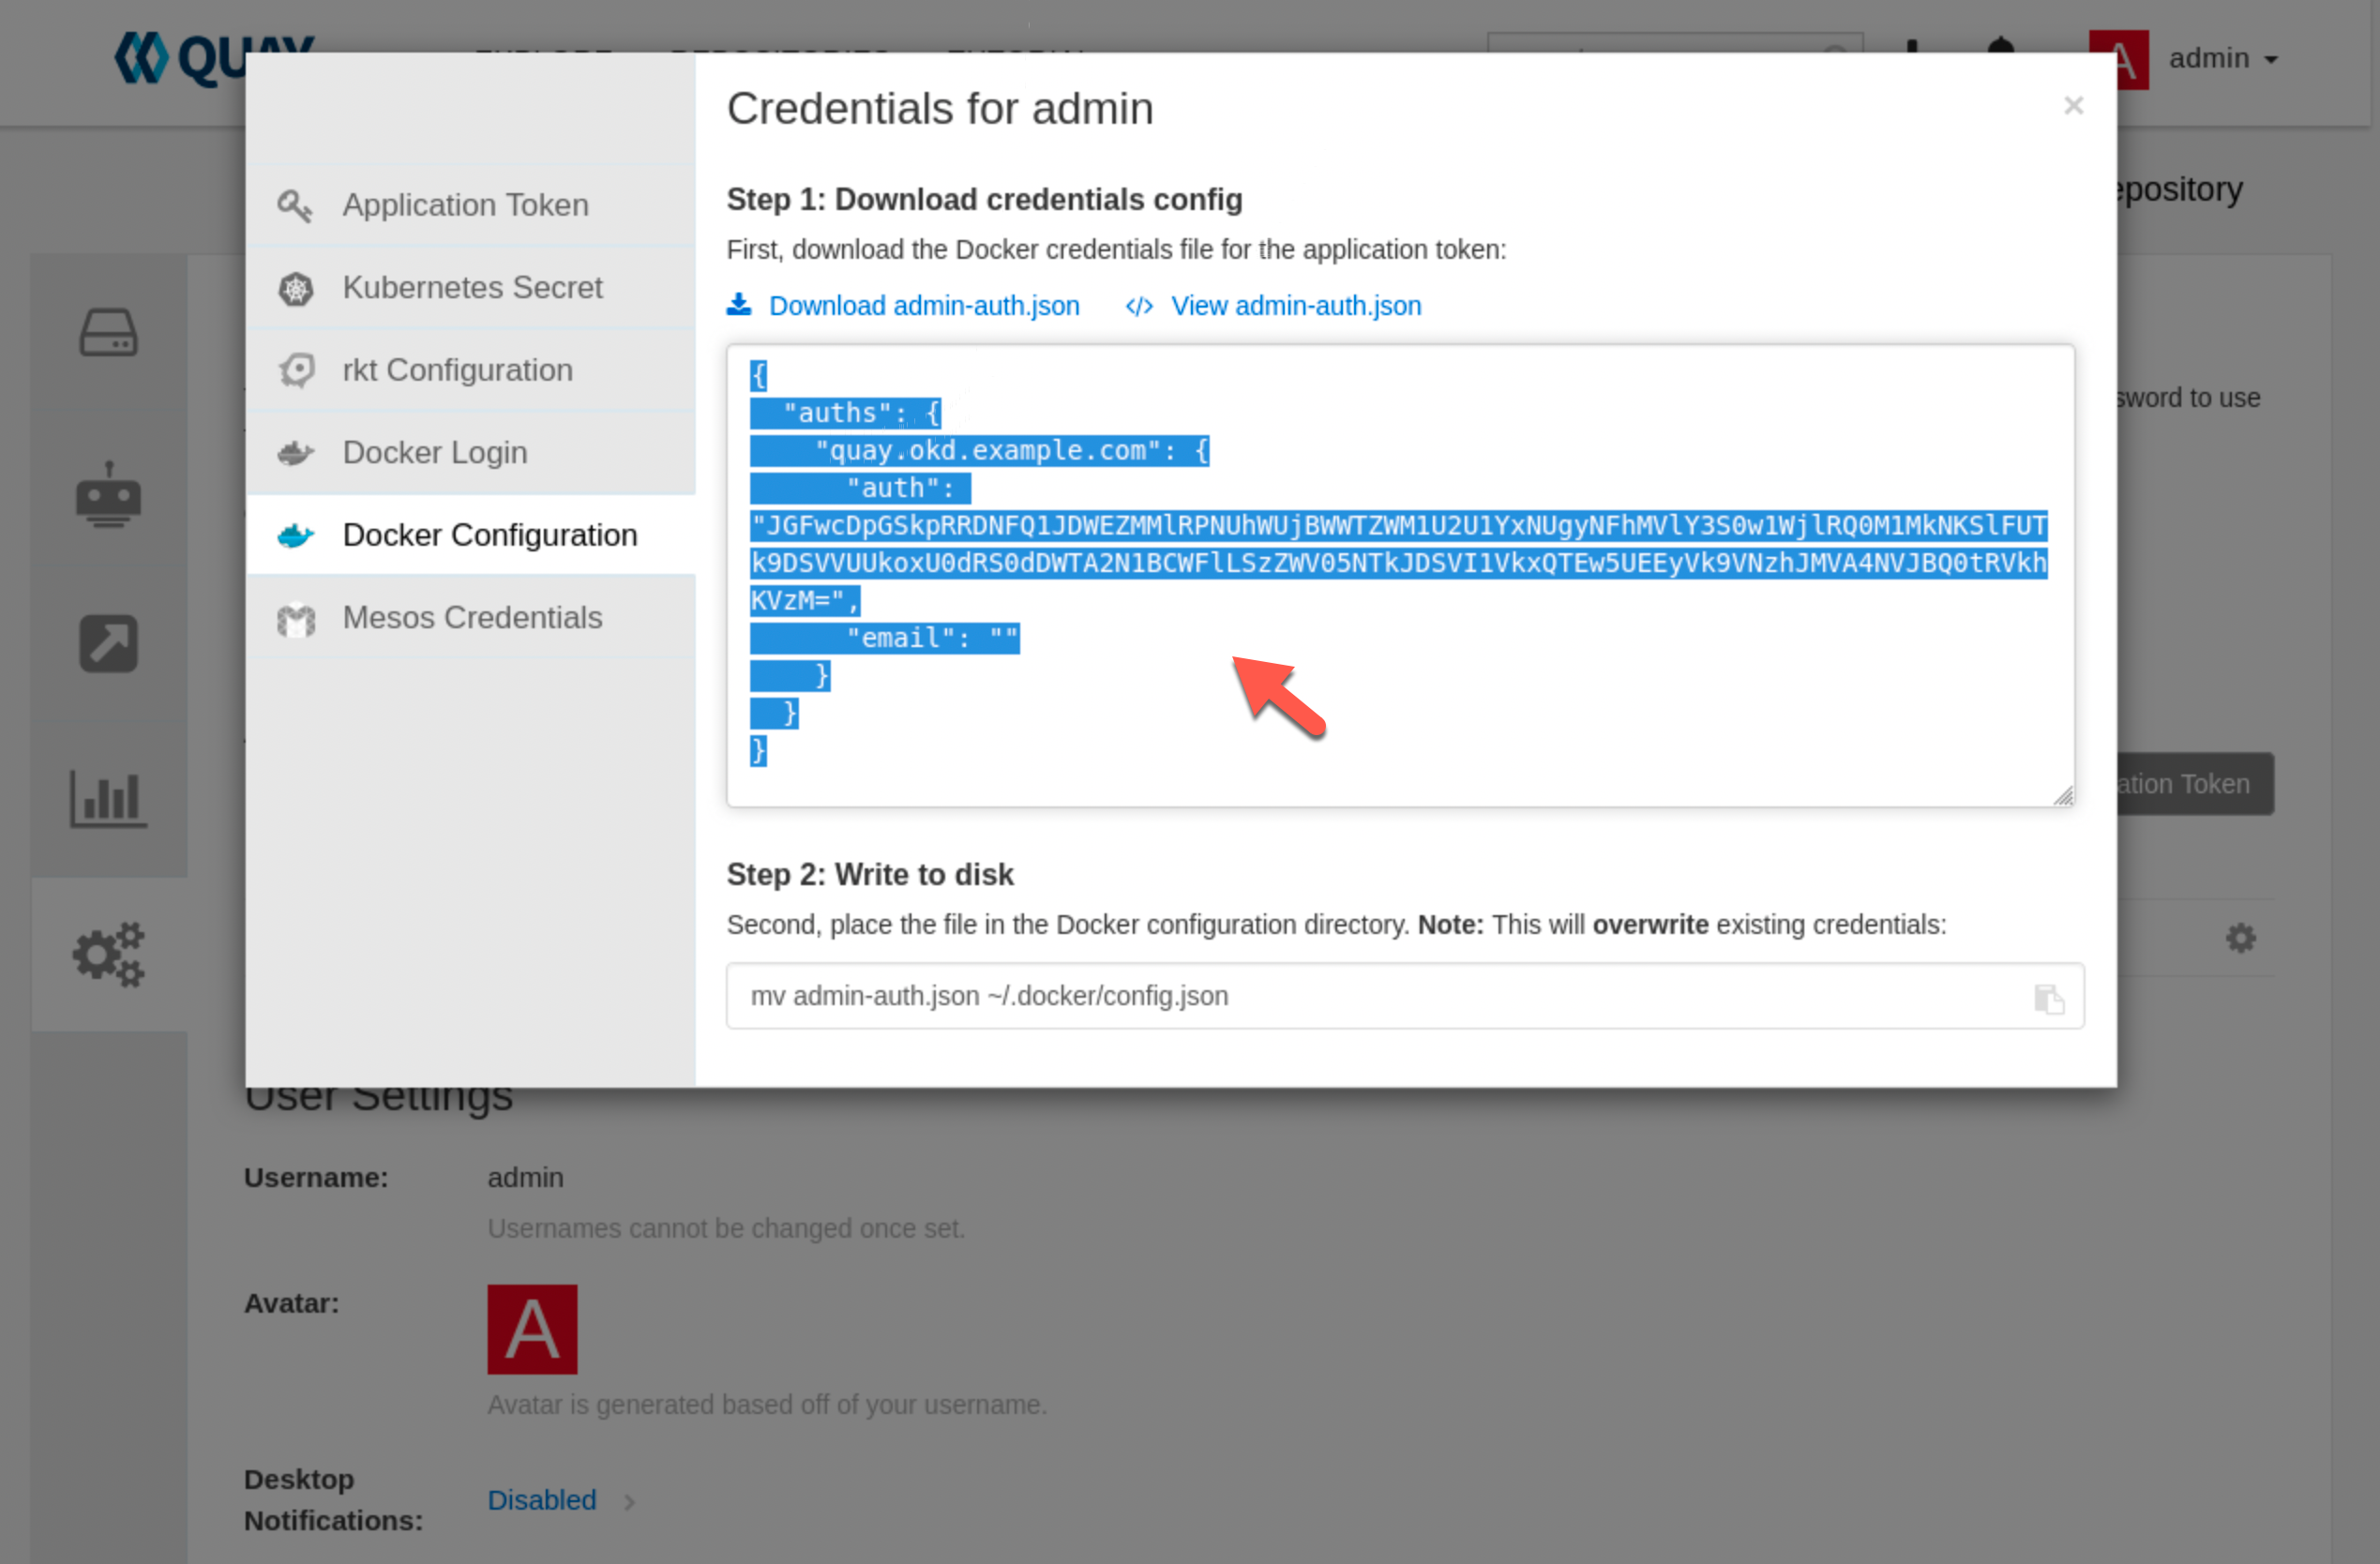 QUAY
admin
Credentials for admin
×
epository
Application Token
Kubernetes Secret
rkt Configuration
Docker Login
Docker Configuration
Mesos Credentials
Step 1: Download credentials config
First, download the Docker credentials file for the application token:
Download admin-auth.json </> View admin-auth.json
{
"auths": {
"quay.okd.example.com": {
"auth":
"JGFwcDpGSkpRRDNFQ1JDWEZMMlRPNUhWUjBWWTZWM1U2U1YxNUgyNFhMVlY3S0w1WjlRQ0M1MkNKSlFUT
k9DSVVUUkoxU0dRS0dDWTA2N1BCWFlLSzZWV05NTkJDSVI1VkxQTEw5UEEyVk9VNzhJMVA4NVJBQ0tRVkh
KVzM=",
"email": ""
}
}
}
sword to use
ation Token
Step 2: Write to disk
Second, place the file in the Docker configuration directory. Note: This will overwrite existing credentials:
mv admin-auth.json ~/.docker/config.json
User Settings
Username: admin
Usernames cannot be changed once set.
Avatar: A
Avatar is generated based off of your username.
Desktop
Notifications: Disabled